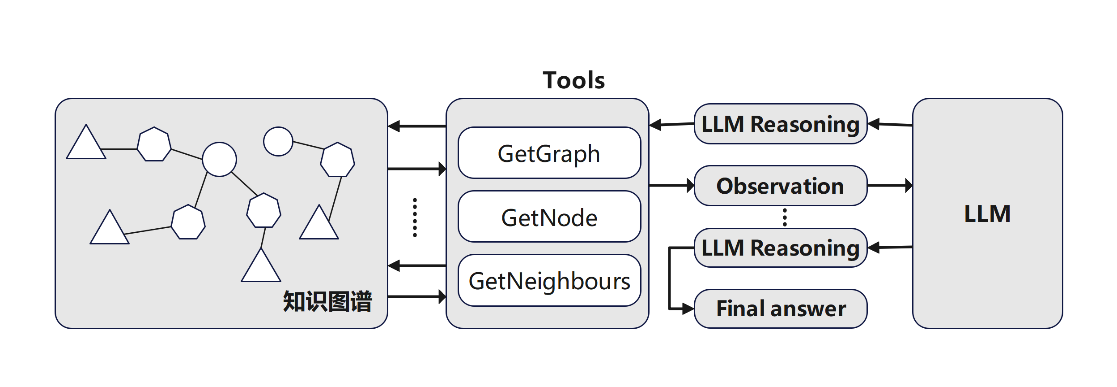 Tools
知识图谱
GetGraph
GetNode
GetNeighbours
LLM Reasoning
Observation
LLM Reasoning
Final answer
LLM